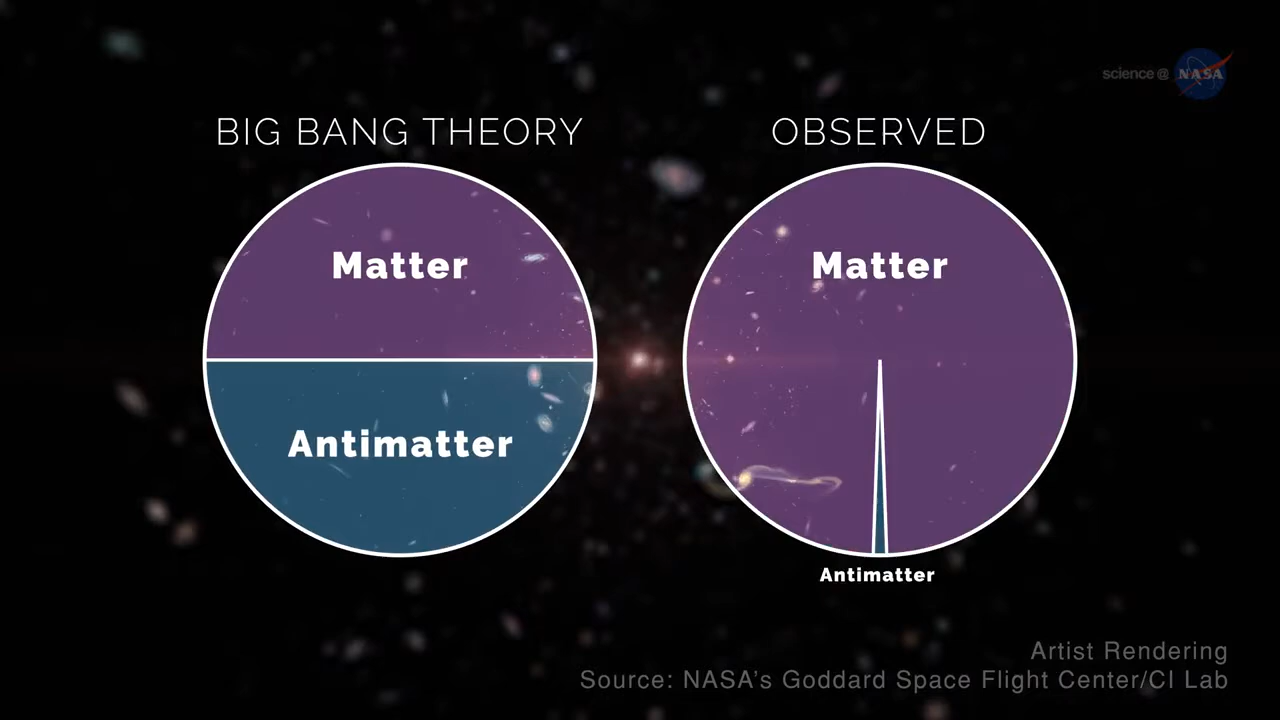 science@ NASA
BIG BANG THEORY
OBSERVED
Matter
Matter
Antimatter
Antimatter
Artist Rendering
Source: NASA's Goddard Space Flight Center/CI Lab